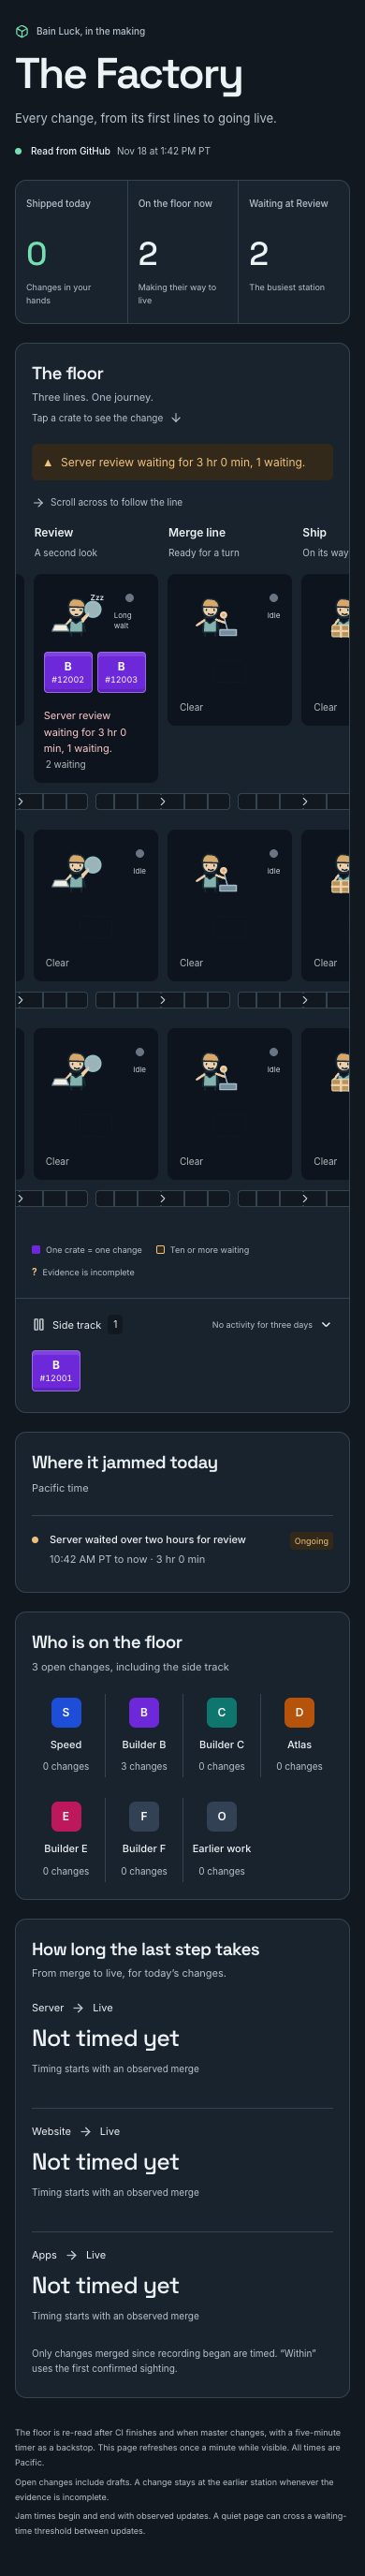 Bain Luck, in the making
The Factory
Every change, from its first lines to going live.
Read from GitHub Nov 18 at 1:42 PM PT
Shipped today
0
Changes in your
hands
On the floor now
2
Making their way to
live
Waiting at Review
2
The busiest station
The floor
Three lines. One journey.
Tap a crate to see the change ↓
▲ Server review waiting for 3 hr 0 min, 1 waiting.
→ Scroll across to follow the line
Review
A second look
Merge line
Ready for a turn
Ship
On its way
Zzz
Long
wait
B
#12002
B
#12003
Server review
waiting for 3 hr 0
min, 1 waiting.
2 waiting
Idle
Clear
Clear
Idle
Clear
Idle
Clear
Clear
Idle
Clear
Idle
Clear
Clear
One crate = one change
Ten or more waiting
? Evidence is incomplete
Side track 1
No activity for three days
B
#12001
Where it jammed today
Pacific time
Server waited over two hours for review
Ongoing
10:42 AM PT to now · 3 hr 0 min
Who is on the floor
3 open changes, including the side track
S
Speed
0 changes
B
Builder B
3 changes
C
Builder C
0 changes
D
Atlas
0 changes
E
Builder E
0 changes
F
Builder F
0 changes
O
Earlier work
0 changes
How long the last step takes
From merge to live, for today’s changes.
Server → Live
Not timed yet
Timing starts with an observed merge
Website → Live
Not timed yet
Timing starts with an observed merge
Apps → Live
Not timed yet
Timing starts with an observed merge
Only changes merged since recording began are timed. “Within”
uses the first confirmed sighting.
The floor is re-read after CI finishes and when master changes, with a five-minute
timer as a backstop. This page refreshes once a minute while visible. All times are
Pacific.
Open changes include drafts. A change stays at the earlier station whenever the
evidence is incomplete.
Jam times begin and end with observed updates. A quiet page can cross a waiting-
time threshold between updates.